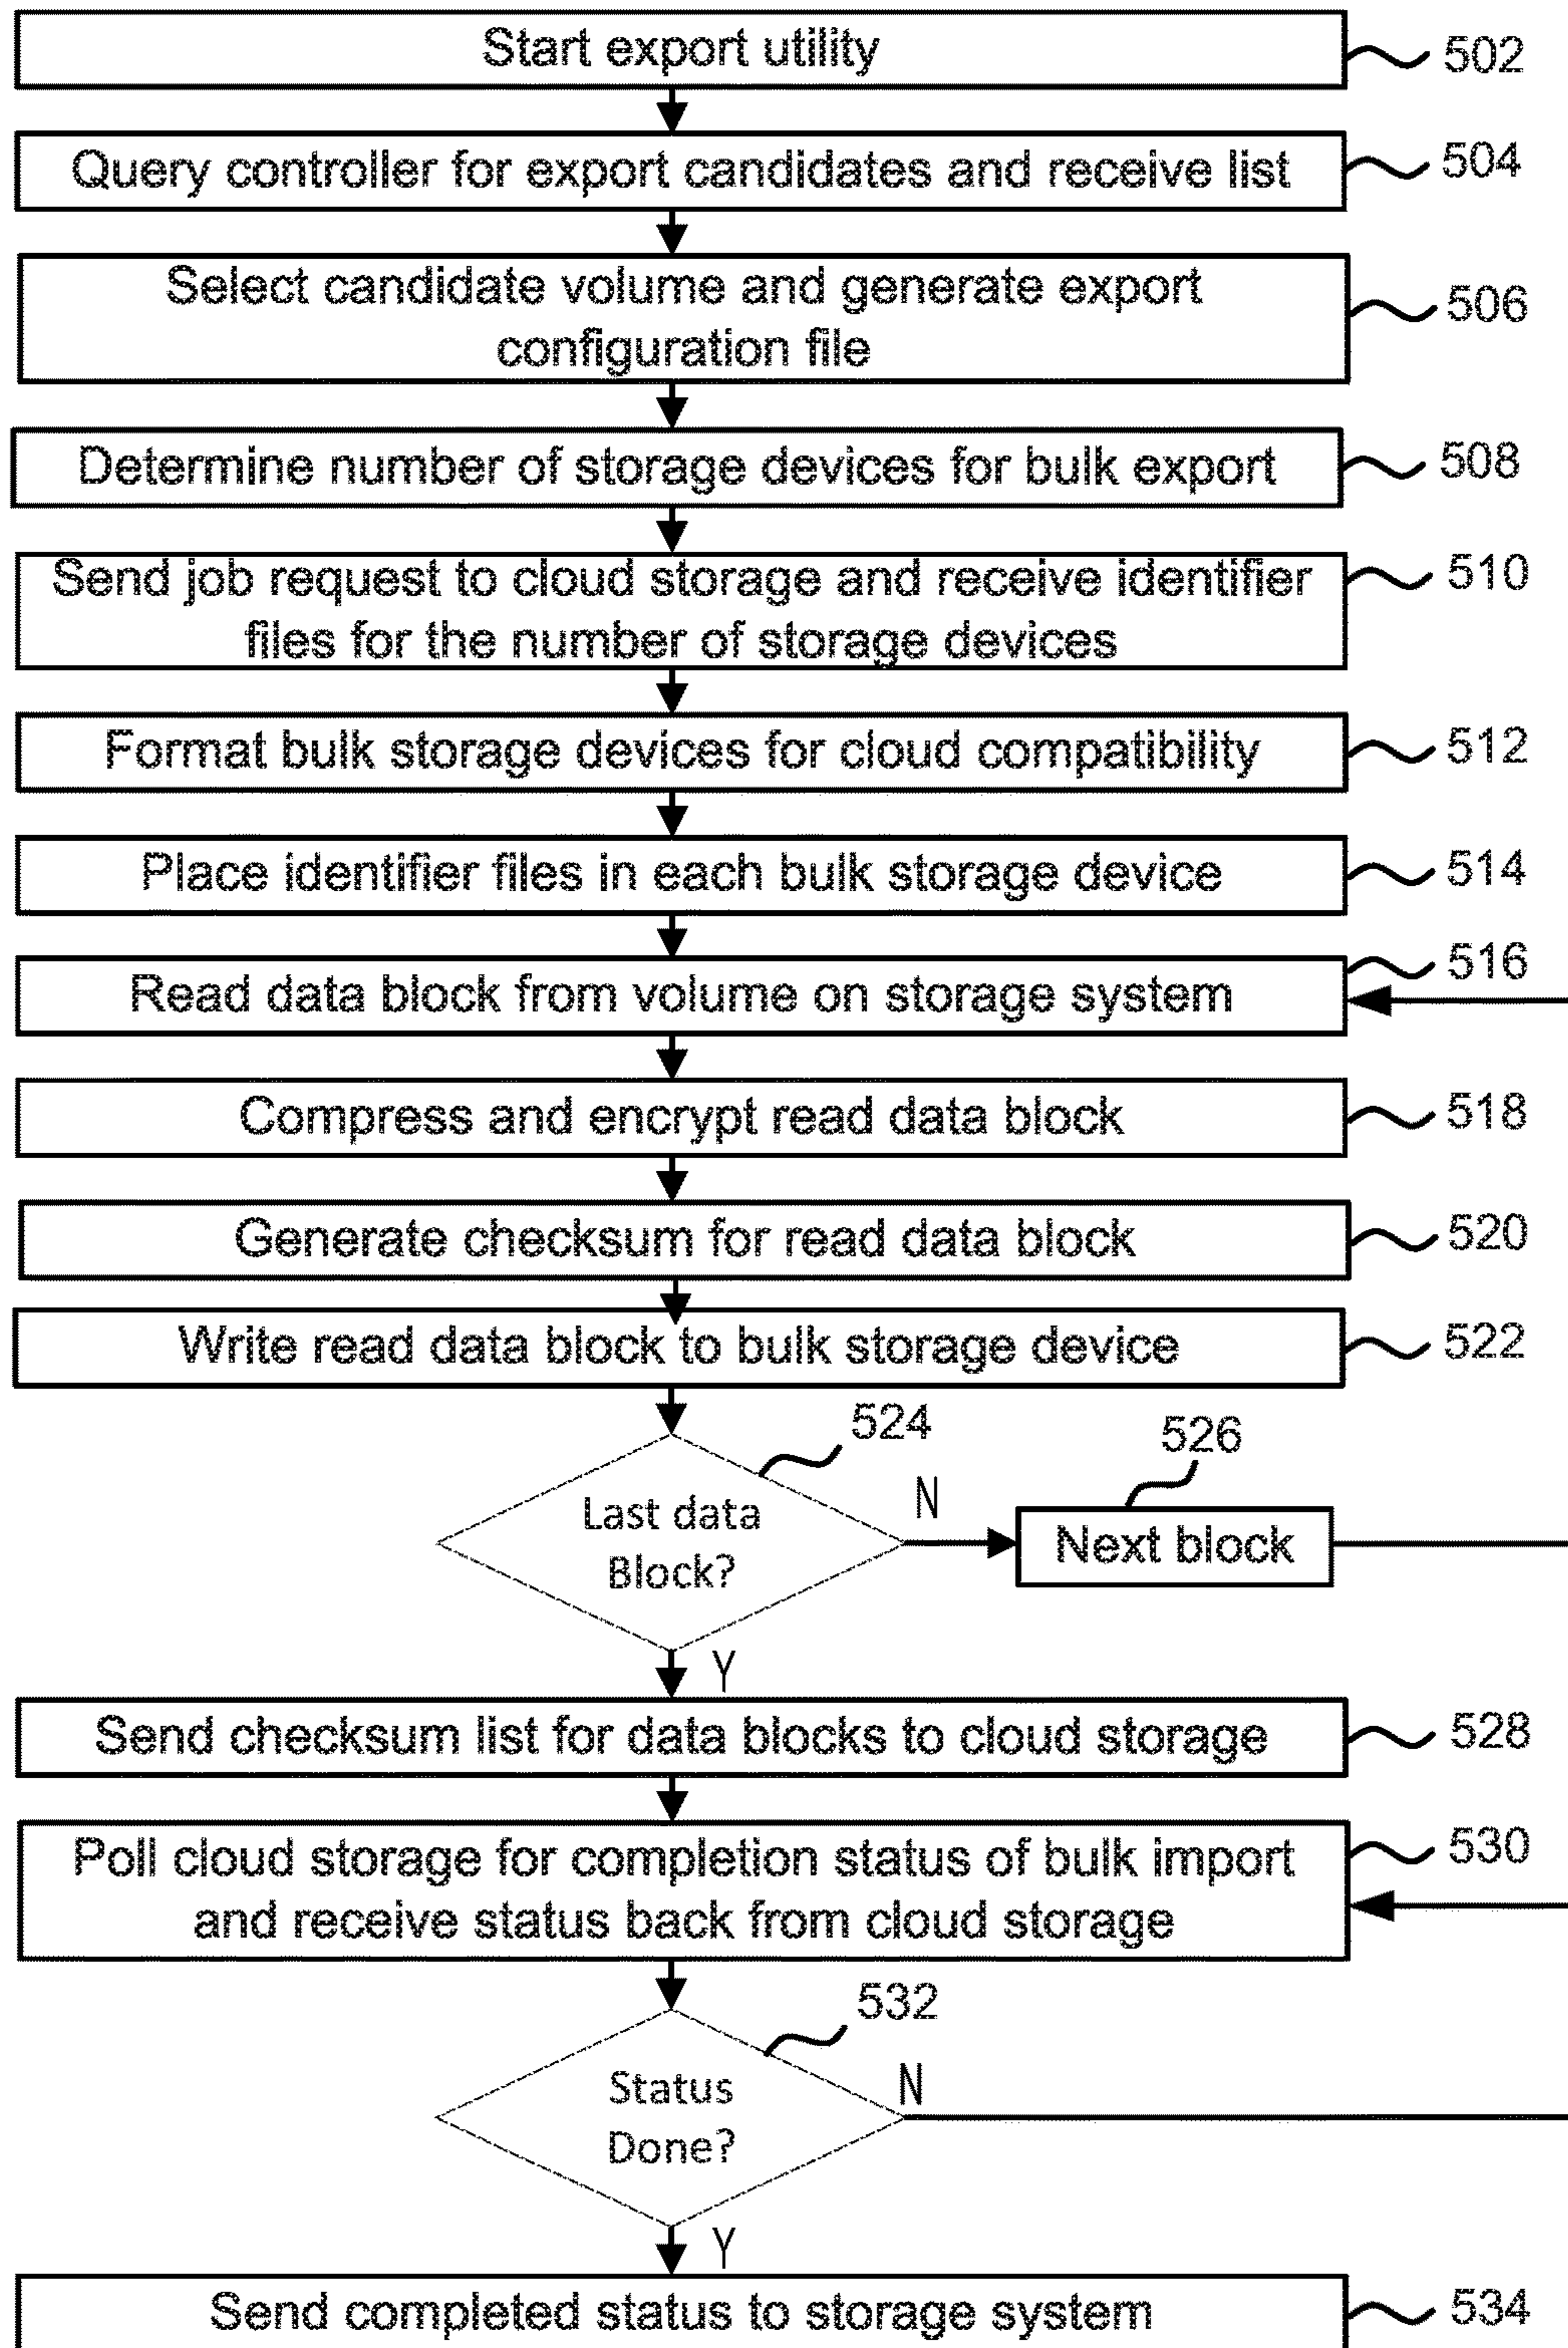 Start export utility
502
Query controller for export candidates and receive list
504
Select candidate volume and generate export
configuration file
506
Determine number of storage devices for bulk export
508
Send job request to cloud storage and receive identifier
files for the number of storage devices
510
Format bulk storage devices for cloud compatibility
512
Place identifier files in each bulk storage device
514
Read data block from volume on storage system
516
Compress and encrypt read data block
518
Generate checksum for read data block
520
Write read data block to bulk storage device
522
524
Last data
Block?
N
526
Next block
Y
Send checksum list for data blocks to cloud storage
528
Poll cloud storage for completion status of bulk import
and receive status back from cloud storage
530
532
Status
Done?
N
Y
Send completed status to storage system
534